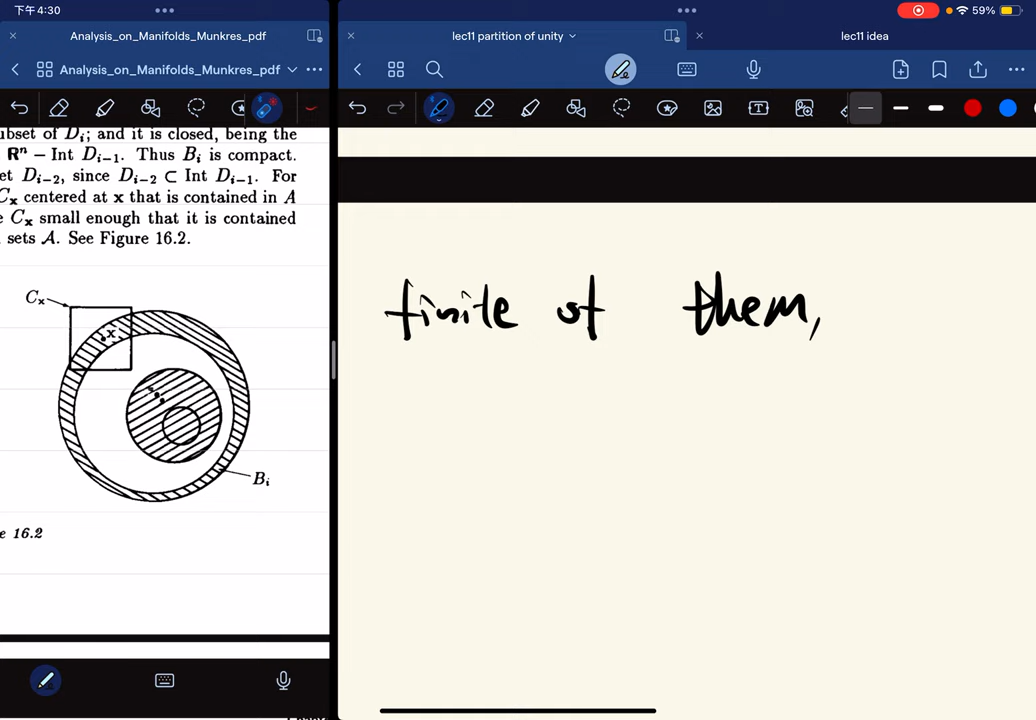 下午4:30
59%
Analysis_on_Manifolds_Munkres_pdf
lec11 partition of unity
lec11 idea
Analysis_on_Manifolds_Munkres_pdf
ubset of Di; and it is closed, being the
Rⁿ – Int Di−1. Thus Bi is compact.
et Di−2, since Di−2 ⊂ Int Di−1. For
Cx centered at x that is contained in A
e Cx small enough that it is contained
sets A. See Figure 16.2.
Cx
x
Bi
e 16.2
finite of them,